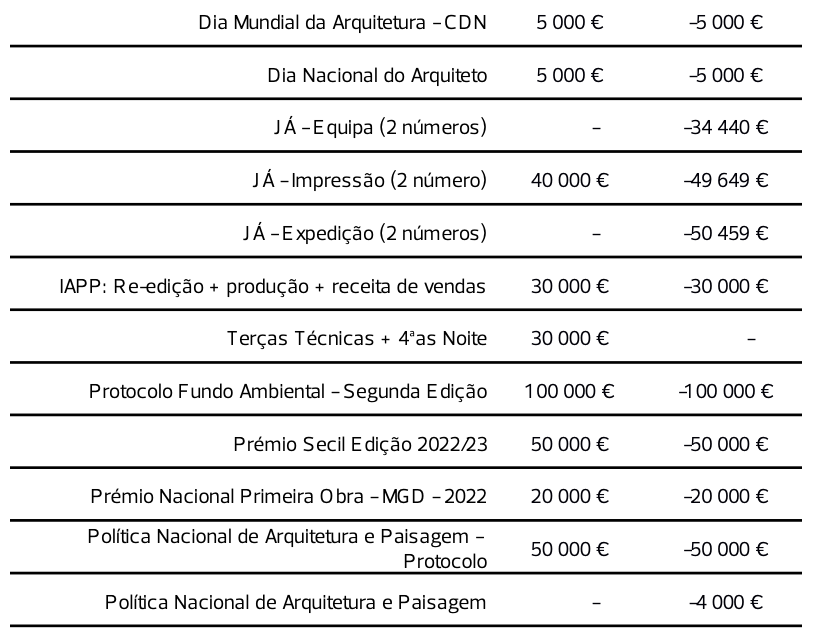 Dia Mundial da Arquitetura – CDN 5 000 € –5 000 €
Dia Nacional do Arquiteto 5 000 € –5 000 €
JÁ – Equipa (2 números) – –34 440 €
JÁ – Impressão (2 número) 40 000 € –49 649 €
JÁ – Expedição (2 números) – –50 459 €
IAPP: Re-edição + produção + receita de vendas 30 000 € –30 000 €
Terças Técnicas + 4ªas Noite 30 000 € –
Protocolo Fundo Ambiental – Segunda Edição 100 000 € –100 000 €
Prémio Secil Edição 2022/23 50 000 € –50 000 €
Prémio Nacional Primeira Obra – MGD – 2022 20 000 € –20 000 €
Política Nacional de Arquitetura e Paisagem –
Protocolo 50 000 € –50 000 €
Política Nacional de Arquitetura e Paisagem – –4 000 €